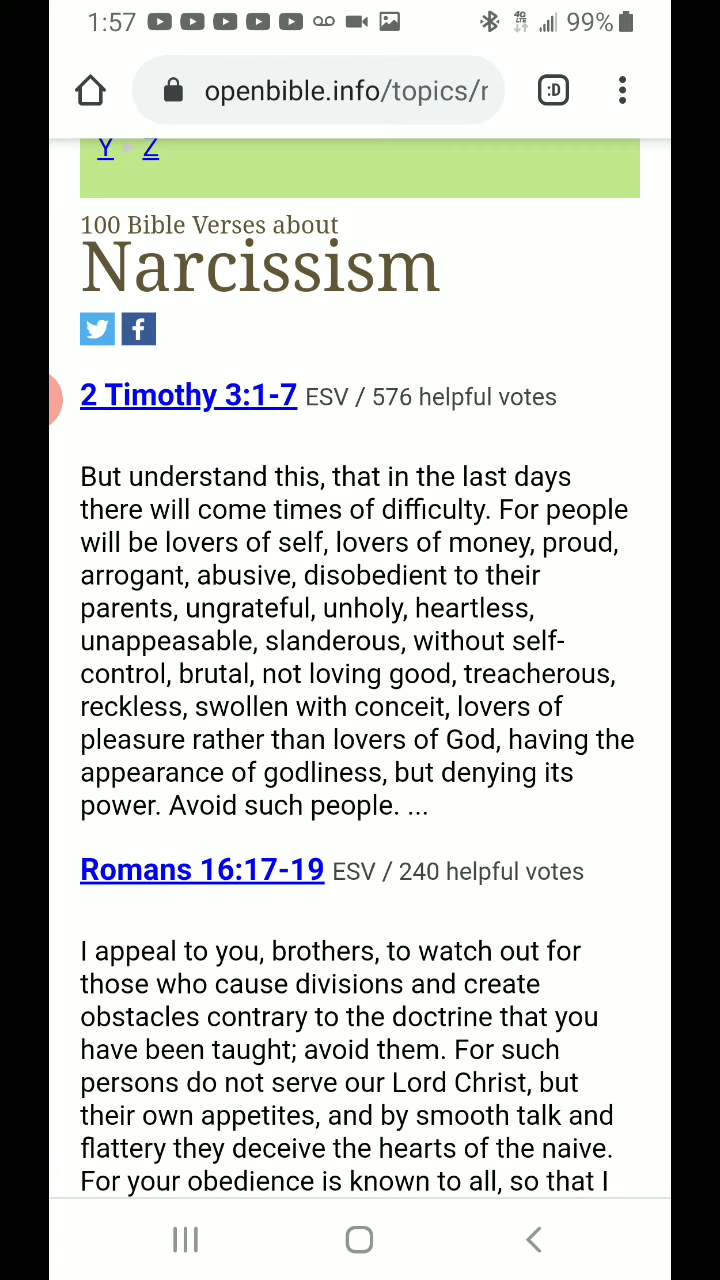 1:57 4G LTE 99%
openbible.info/topics/r :D
Y Z
100 Bible Verses about
Narcissism
2 Timothy 3:1-7 ESV / 576 helpful votes
But understand this, that in the last days
there will come times of difficulty. For people
will be lovers of self, lovers of money, proud,
arrogant, abusive, disobedient to their
parents, ungrateful, unholy, heartless,
unappeasable, slanderous, without self-
control, brutal, not loving good, treacherous,
reckless, swollen with conceit, lovers of
pleasure rather than lovers of God, having the
appearance of godliness, but denying its
power. Avoid such people. ...
Romans 16:17-19 ESV / 240 helpful votes
I appeal to you, brothers, to watch out for
those who cause divisions and create
obstacles contrary to the doctrine that you
have been taught; avoid them. For such
persons do not serve our Lord Christ, but
their own appetites, and by smooth talk and
flattery they deceive the hearts of the naive.
For your obedience is known to all, so that I